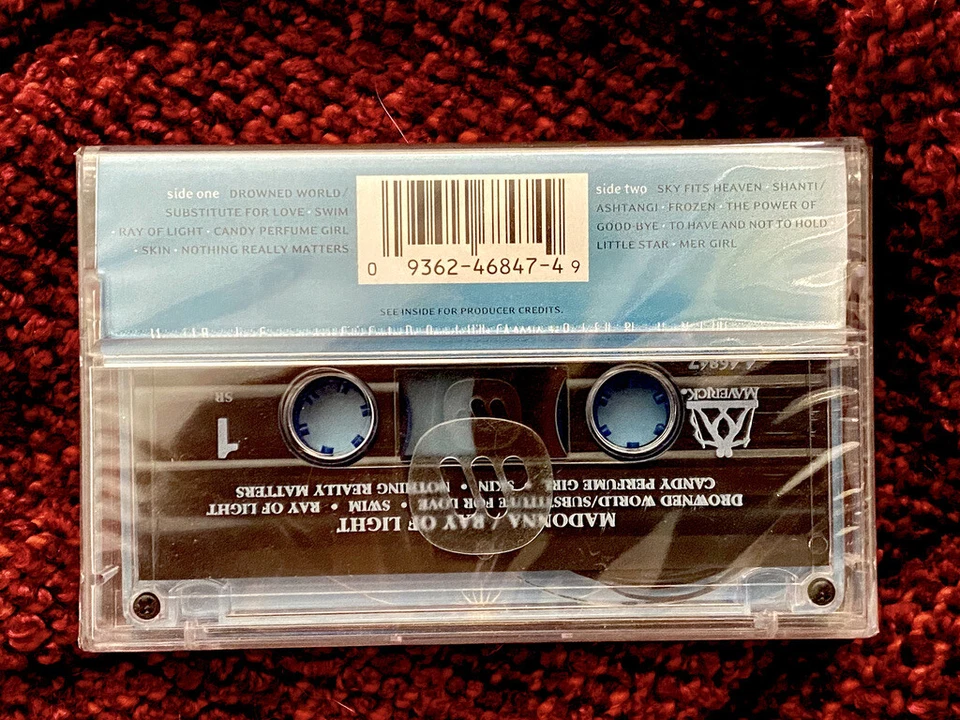 side one DROWNED WORLD/
SUBSTITUTE FOR LOVE · SWIM
· RAY OF LIGHT · CANDY PERFUME GIRL
· SKIN · NOTHING REALLY MATTERS
0 9362-46847-4 9
side two SKY FITS HEAVEN · SHANTI/
ASHTANGI · FROZEN · THE POWER OF
GOOD-BYE · TO HAVE AND NOT TO HOLD
LITTLE STAR · MER GIRL
SEE INSIDE FOR PRODUCER CREDITS.
MADONNA / RAY OF LIGHT
DROWNED WORLD/SUBSTITUTE FOR LOVE • SWIM • RAY OF LIGHT
CANDY PERFUME GIRL • SKIN • NOTHING REALLY MATTERS
MAVERICK
1
SR